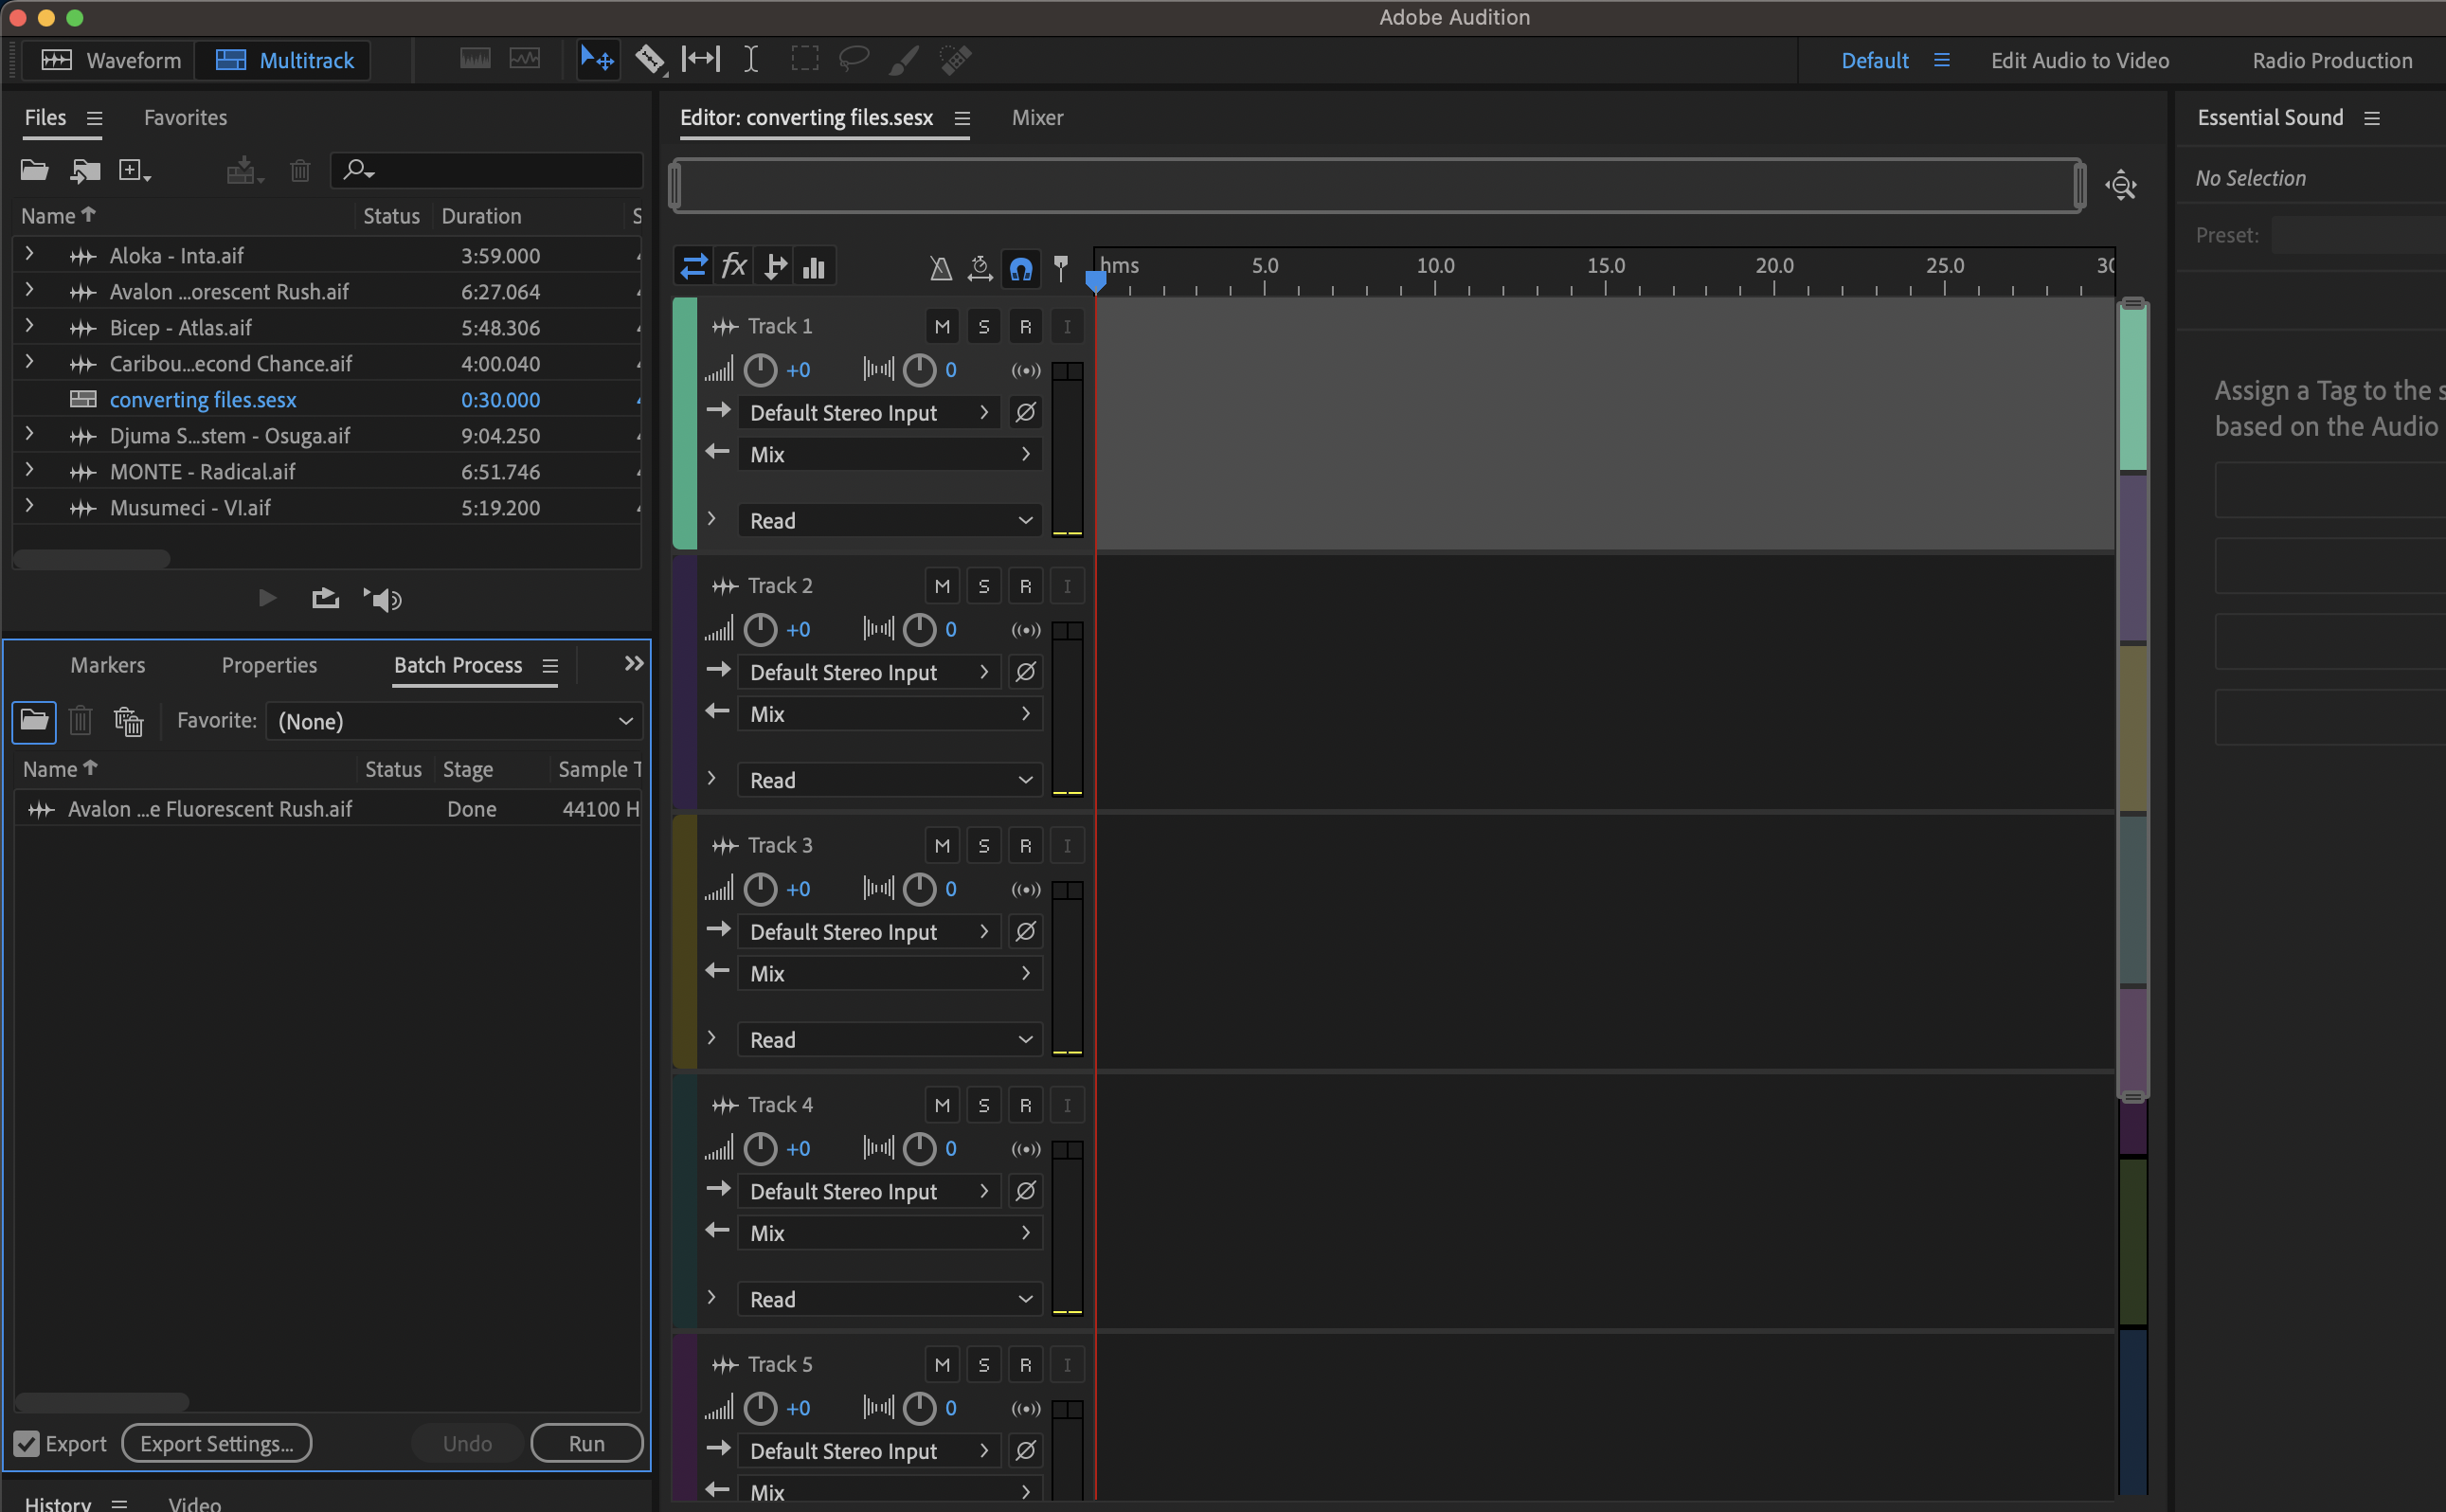 Adobe Audition
Waveform Multitrack Default Edit Audio to Video Radio Production
Files Favorites
Name Status Duration S
Aloka - Inta.aif 3:59.000
Avalon ...orescent Rush.aif 6:27.064
Bicep - Atlas.aif 5:48.306
Caribou...econd Chance.aif 4:00.040
converting files.sesx 0:30.000
Djuma S...stem - Osuga.aif 9:04.250
MONTE - Radical.aif 6:51.746
Musumeci - VI.aif 5:19.200
Markers Properties Batch Process
Favorite: (None)
Name Status Stage Sample T
Avalon ...e Fluorescent Rush.aif Done 44100 H
Export Export Settings... Undo Run
History Video
Editor: converting files.sesx Mixer
fx hms 5.0 10.0 15.0 20.0 25.0 30
Track 1 M S R I
+0 0
Default Stereo Input
Mix
Read
Track 2 M S R I
+0 0
Default Stereo Input
Mix
Read
Track 3 M S R I
+0 0
Default Stereo Input
Mix
Read
Track 4 M S R I
+0 0
Default Stereo Input
Mix
Read
Track 5 M S R I
+0 0
Default Stereo Input
Mix
Essential Sound
No Selection
Preset:
Assign a Tag to the s
based on the Audio